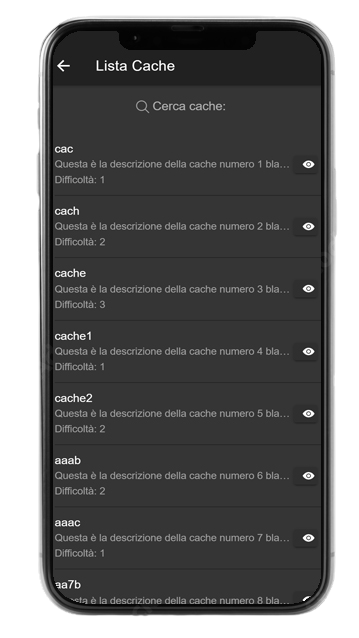 Lista Cache
Cerca cache:
cac
Questa è la descrizione della cache numero 1 bla...
Difficoltà: 1
cach
Questa è la descrizione della cache numero 2 bla...
Difficoltà: 2
cache
Questa è la descrizione della cache numero 3 bla...
Difficoltà: 3
cache1
Questa è la descrizione della cache numero 4 bla...
Difficoltà: 1
cache2
Questa è la descrizione della cache numero 5 bla...
Difficoltà: 2
aaab
Questa è la descrizione della cache numero 6 bla...
Difficoltà: 2
aaac
Questa è la descrizione della cache numero 7 bla...
Difficoltà: 1
aa7b
Questa è la descrizione della cache numero 8 bla...